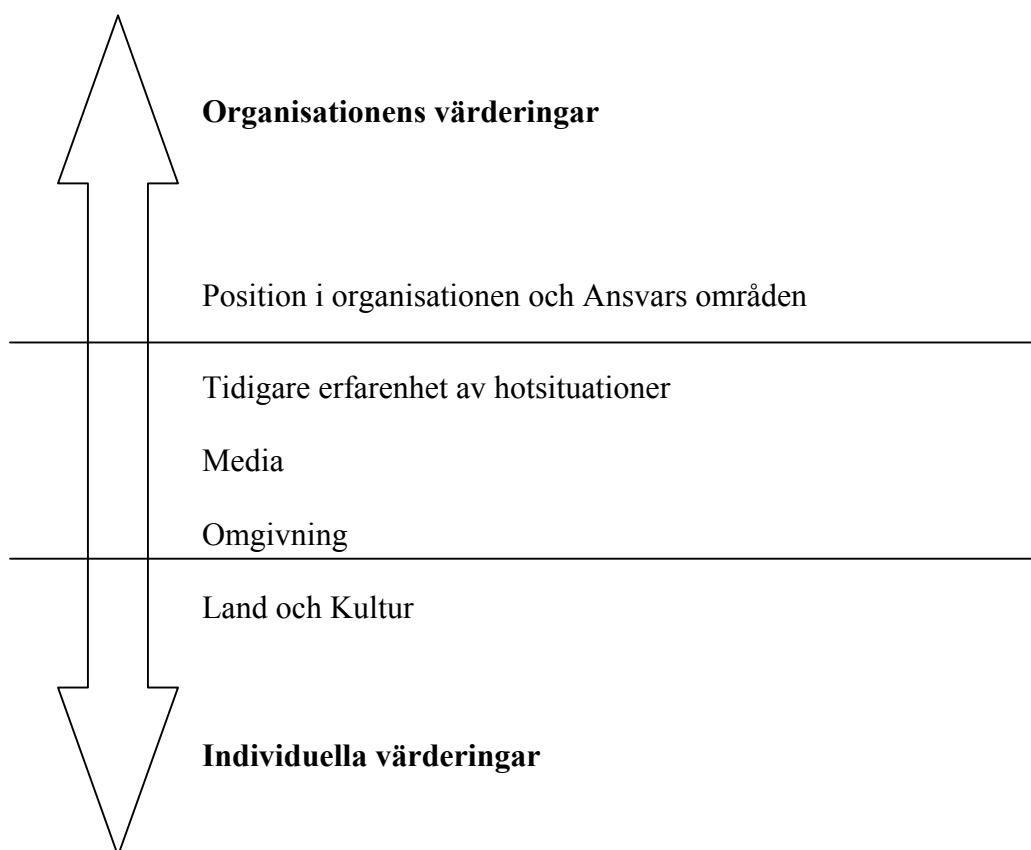 Organisationens värderingar
Position i organisationen och Ansvars områden
Tidigare erfarenhet av hotsituationer
Media
Omgivning
Land och Kultur
Individuella värderingar